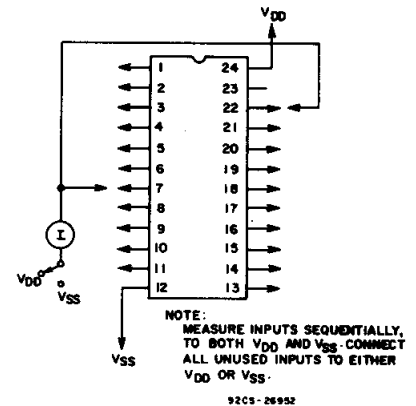 VDD
1 24
2 23
3 22
4 21
5 20
6 19
7 18
8 17
9 16
10 15
11 14
12 13
I
VDD
VSS
VSS
NOTE:
MEASURE INPUTS SEQUENTIALLY,
TO BOTH VDD AND VSS. CONNECT
ALL UNUSED INPUTS TO EITHER
VDD OR VSS.
92CS-26952